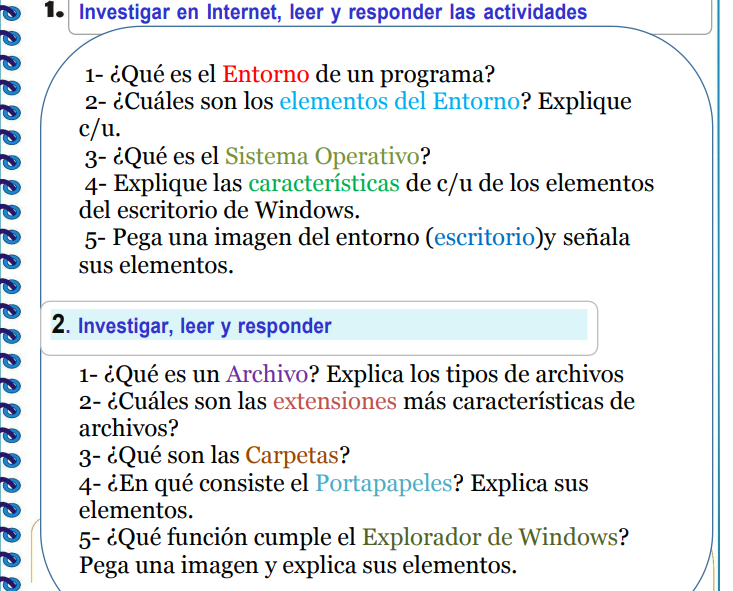 1. Investigar en Internet, leer y responder las actividades
1- ¿Qué es el Entorno de un programa?
2- ¿Cuáles son los elementos del Entorno? Explique
c/u.
3- ¿Qué es el Sistema Operativo?
4- Explique las características de c/u de los elementos
del escritorio de Windows.
5- Pega una imagen del entorno (escritorio)y señala
sus elementos.
2. Investigar, leer y responder
1- ¿Qué es un Archivo? Explica los tipos de archivos
2- ¿Cuáles son las extensiones más características de
archivos?
3- ¿Qué son las Carpetas?
4- ¿En qué consiste el Portapapeles? Explica sus
elementos.
5- ¿Qué función cumple el Explorador de Windows?
Pega una imagen y explica sus elementos.